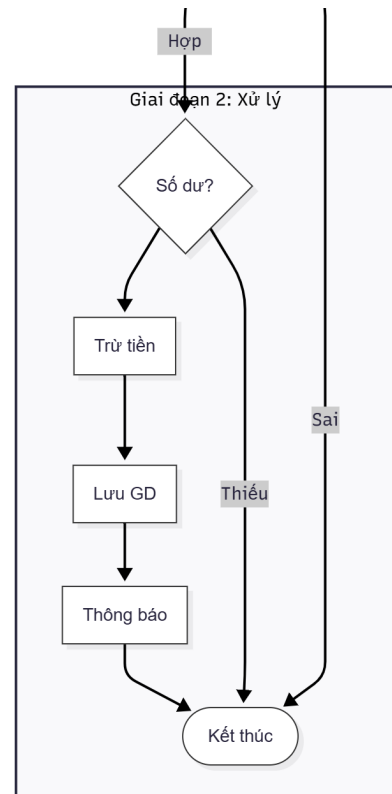 Hợp
Giai đoạn 2: Xử lý
Số dư?
Trừ tiền
Sai
Lưu GD
Thiếu
Thông báo
Kết thúc